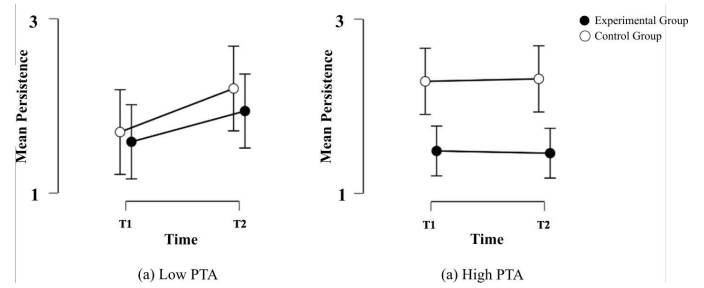 3
Mean Persistence
1
T1 T2
Time
(a) Low PTA
3
Mean Persistence
1
T1 T2
Time
(a) High PTA
Experimental Group
Control Group